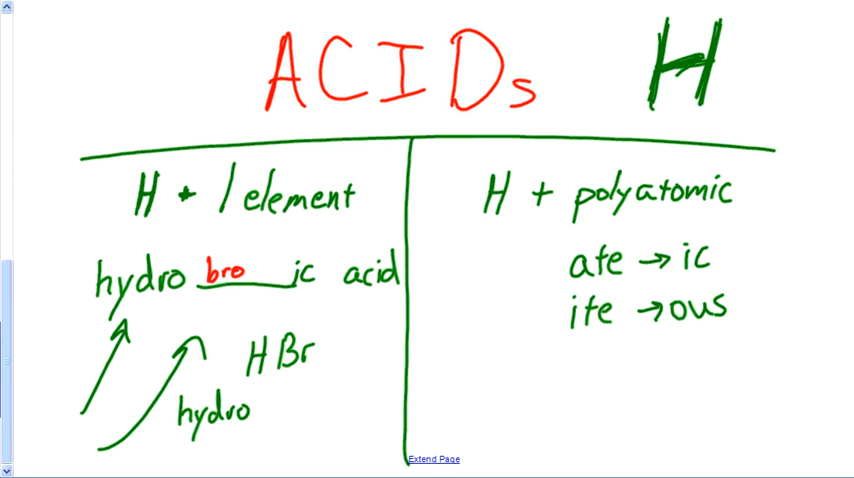 ACIDs H
H + 1 element
hydro bro ic acid
HBr
hydro
H + polyatomic
ate → ic
ite → ous
Extend Page